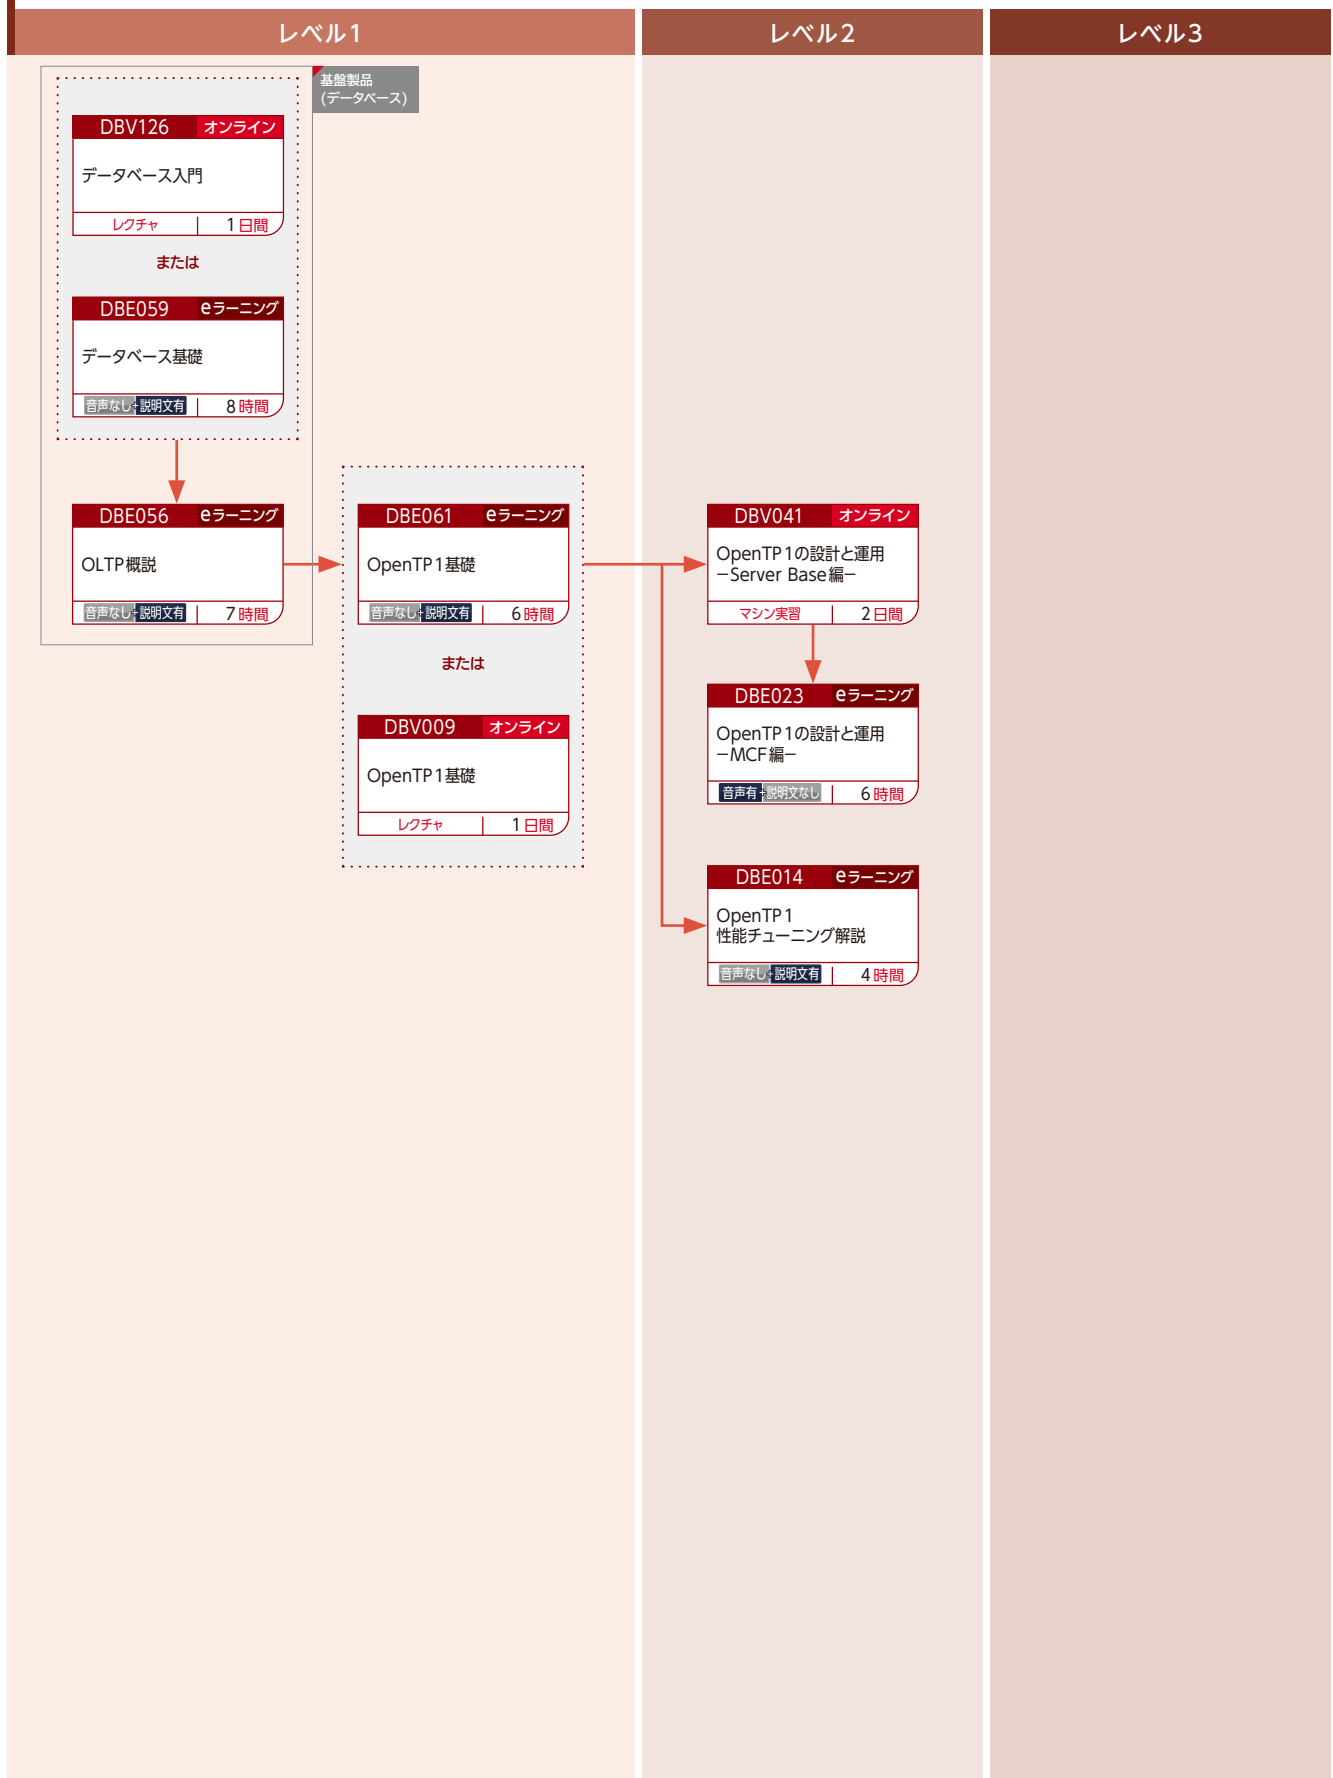 レベル1
レベル2
レベル3
基盤製品
(データベース)
DBV126 オンライン
データベース入門
レクチャ 1日間
または
DBE059 eラーニング
データベース基礎
音声なし+説明文有 8時間
DBE056 eラーニング
OLTP概説
音声なし+説明文有 7時間
DBE061 eラーニング
OpenTP1基礎
音声なし+説明文有 6時間
または
DBV009 オンライン
OpenTP1基礎
レクチャ 1日間
DBV041 オンライン
OpenTP1の設計と運用
−Server Base編−
マシン実習 2日間
DBE023 eラーニング
OpenTP1の設計と運用
−MCF編−
音声有+説明文なし 6時間
DBE014 eラーニング
OpenTP1
性能チューニング解説
音声なし+説明文有 4時間